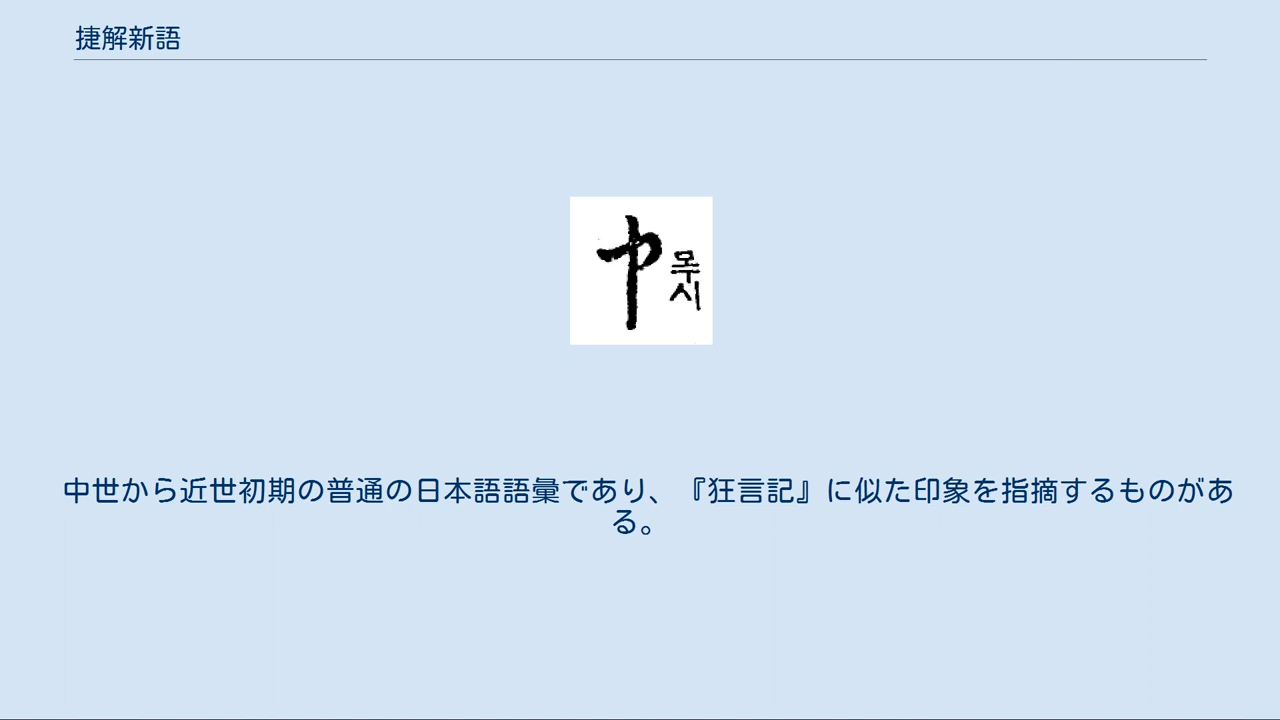 捷解新語
中
모우시
中世から近世初期の普通の日本語語彙であり、『狂言記』に似た印象を指摘するものがあ
る。